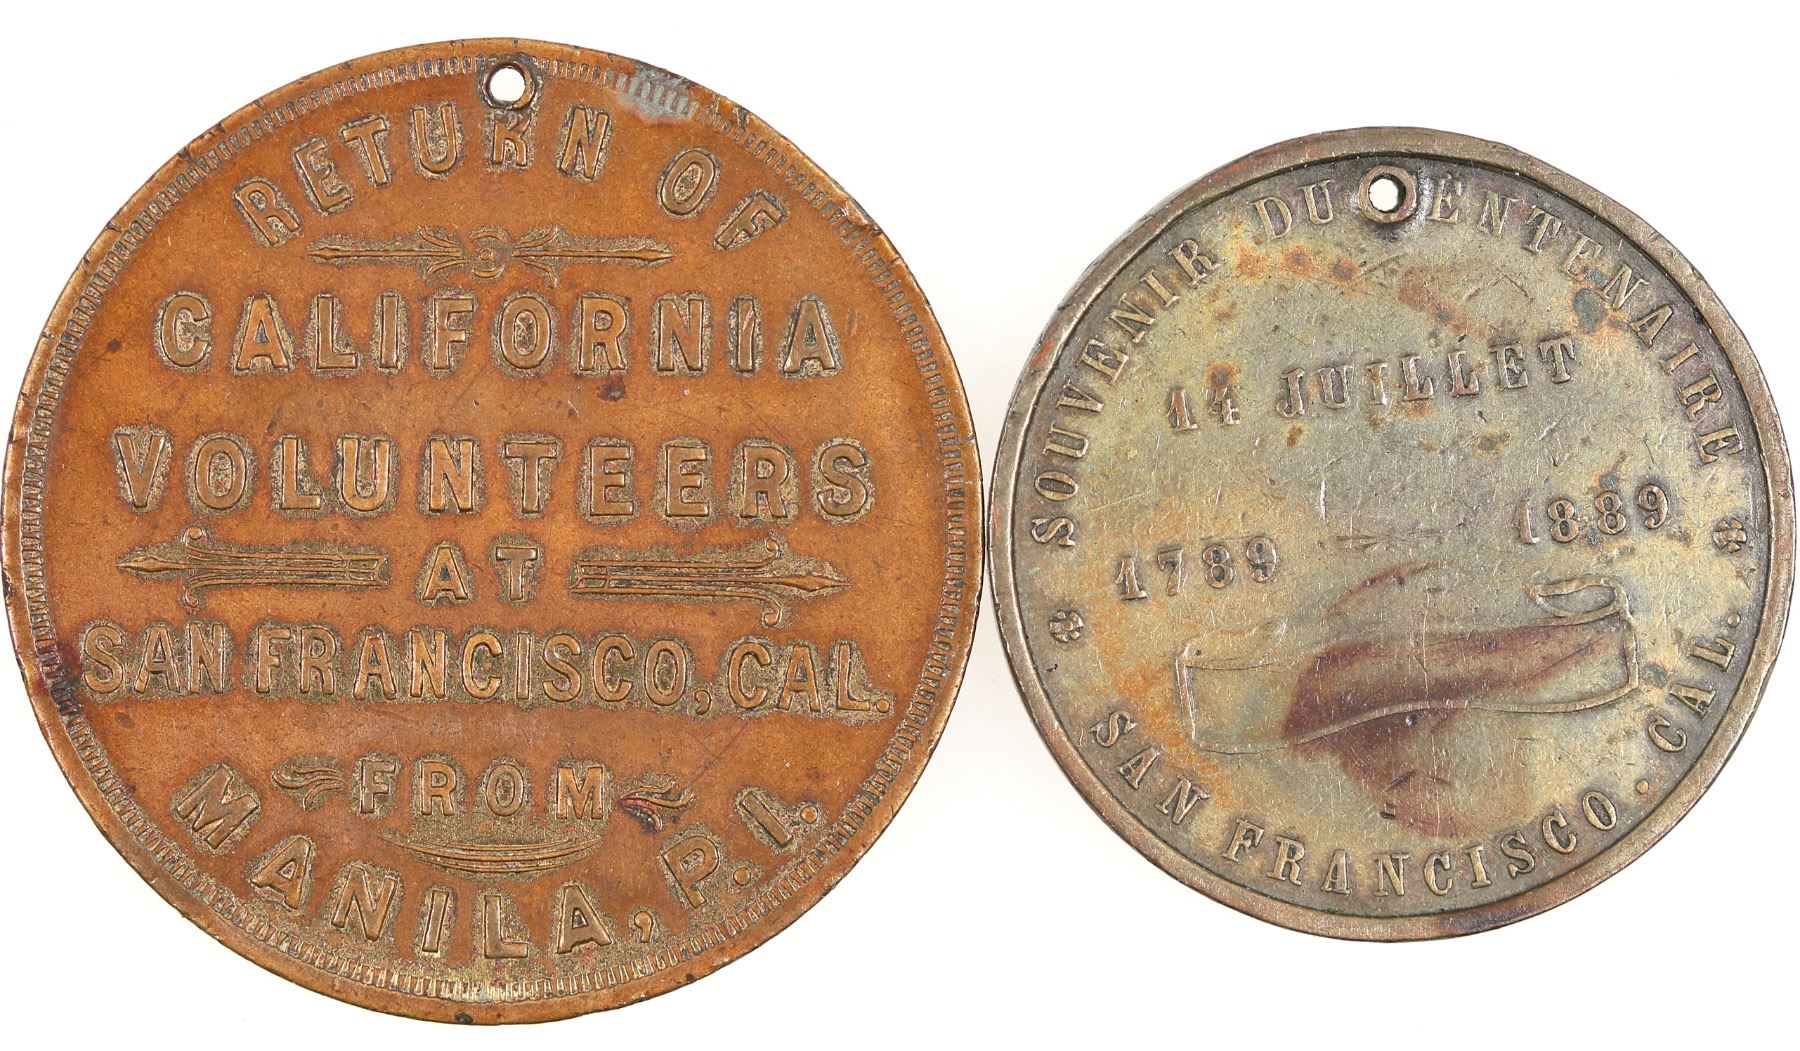 RETURN OF
CALIFORNIA
VOLUNTEERS
AT
SAN FRANCISCO, CAL.
FROM
MANILA, P.I.
SOUVENIR DU CENTENAIRE
14 JUILLET
1789 1889
SAN FRANCISCO. CAL.